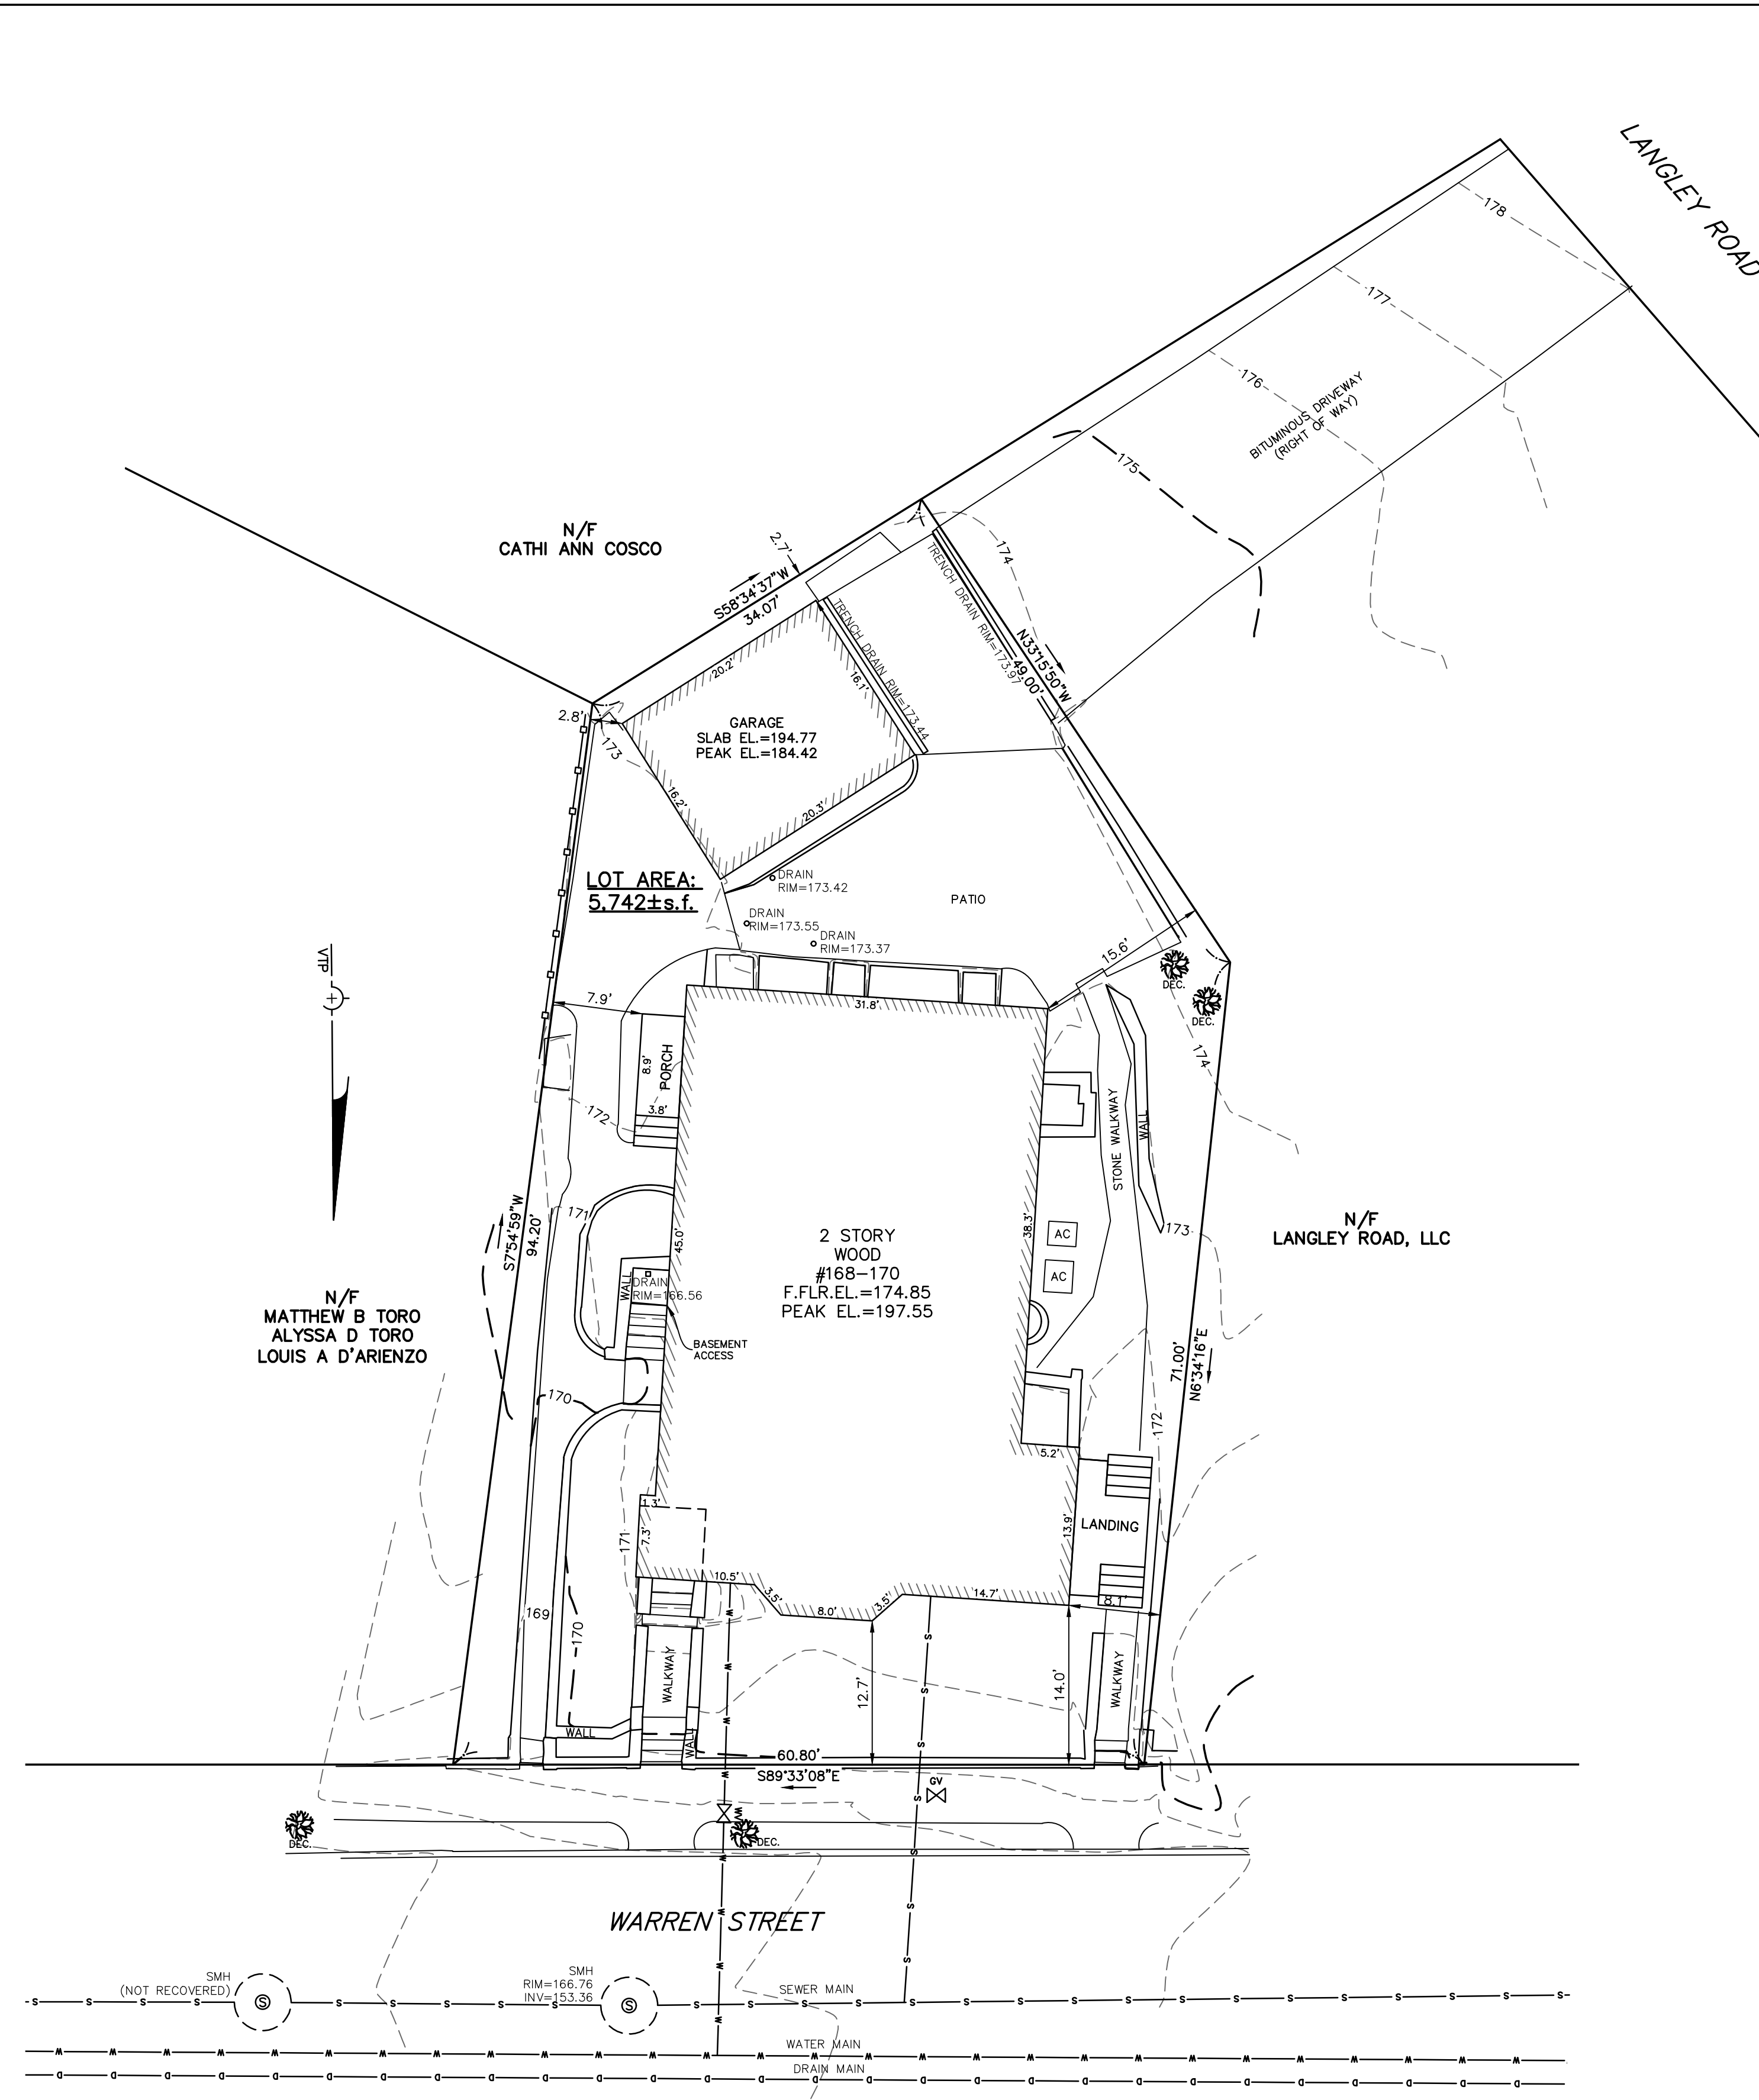 LANGLEY ROAD
178
177
176
BITUMINOUS DRIVEWAY
(RIGHT OF WAY)
175
N/F
CATHI ANN COSCO
2.7'
S58°34'37"W
34.07'
174
TRENCH DRAIN RIM=173.97
N33°15'50"W
49.00'
TRENCH DRAIN RIM=173.44
20.2'
16.1'
2.8'
173
GARAGE
SLAB EL.=194.77
PEAK EL.=184.42
16.2'
20.3'
LOT AREA:
5,742±s.f.
DRAIN
RIM=173.42
DRAIN
RIM=173.55
DRAIN
RIM=173.37
PATIO
15.6'
DEC.
DEC.
VTP
7.9'
31.8'
8.9'
PORCH
3.8'
172
174
STONE WALKWAY
WALL
171
S7°54'59"W
94.20'
45.0'
38.3'
AC
AC
173
N/F
LANGLEY ROAD, LLC
2 STORY
WOOD
#168-170
F.FLR.EL.=174.85
PEAK EL.=197.55
WALL
DRAIN
RIM=166.56
BASEMENT
ACCESS
N/F
MATTHEW B TORO
ALYSSA D TORO
LOUIS A D'ARIENZO
71.00'
N6°34'16"E
170
172
5.2'
1.3'
7.3'
171
13.9'
LANDING
10.5'
3.5'
8.0'
3.5'
14.7'
8.1'
169
170
WALKWAY
12.7'
14.0'
WALKWAY
WALL
WALL
60.80'
S89°33'08"E
GV
WV
DEC.
DEC.
WARREN STREET
SMH
(NOT RECOVERED)
S
SMH
RIM=166.76
INV=153.36
S
SEWER MAIN
WATER MAIN
DRAIN MAIN